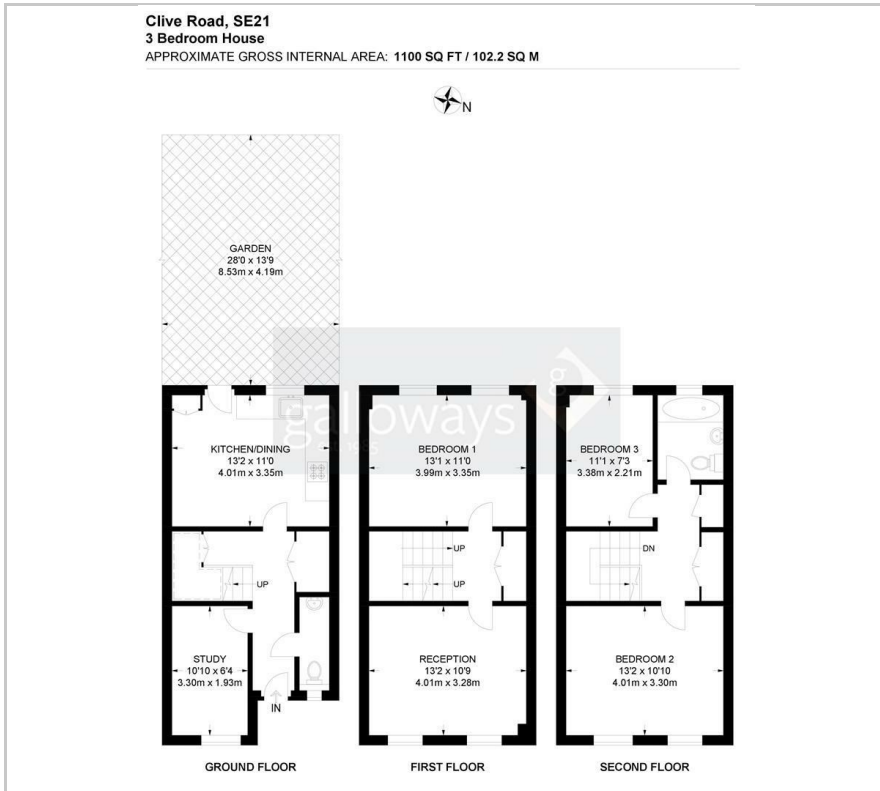 Clive Road, SE21
3 Bedroom House
APPROXIMATE GROSS INTERNAL AREA: 1100 SQ FT / 102.2 SQ M
N
GARDEN
28'0 x 13'9
8.53m x 4.19m
galloways
g
KITCHEN/DINING
13'2 x 11'0
4.01m x 3.35m
BEDROOM 1
13'1 x 11'0
3.99m x 3.35m
BEDROOM 3
11'1 x 7'3
3.38m x 2.21m
UP
UP
UP
DN
STUDY
10'10 x 6'4
3.30m x 1.93m
IN
RECEPTION
13'2 x 10'9
4.01m x 3.28m
BEDROOM 2
13'2 x 10'10
4.01m x 3.30m
GROUND FLOOR
FIRST FLOOR
SECOND FLOOR